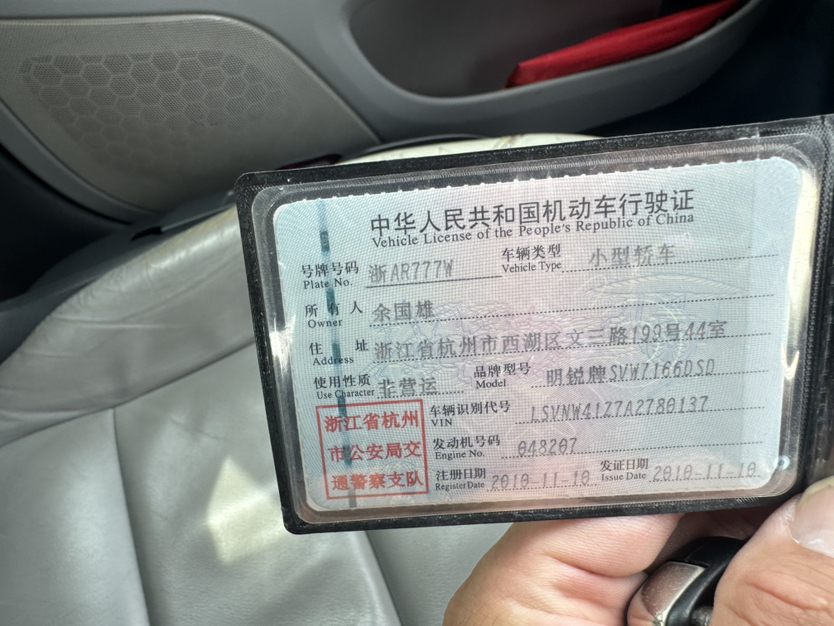 中华人民共和国机动车行驶证
Vehicle License of the People's Republic of China
号牌号码 浙AR777W 车辆类型 小型轿车
Plate No. Vehicle Type
所有人 余国雄
Owner
住址 浙江省杭州市西湖区文三路199号44室
Address
使用性质 非营运 品牌型号 明锐牌SVW7166DSD
Use Character Model
浙江省杭州
市公安局交
通警察支队
车辆识别代号 LSVNW41Z7A2780137
VIN
发动机号码 048207
Engine No.
注册日期 2010-11-10 发证日期 2010-11-10
Register Date Issue Date